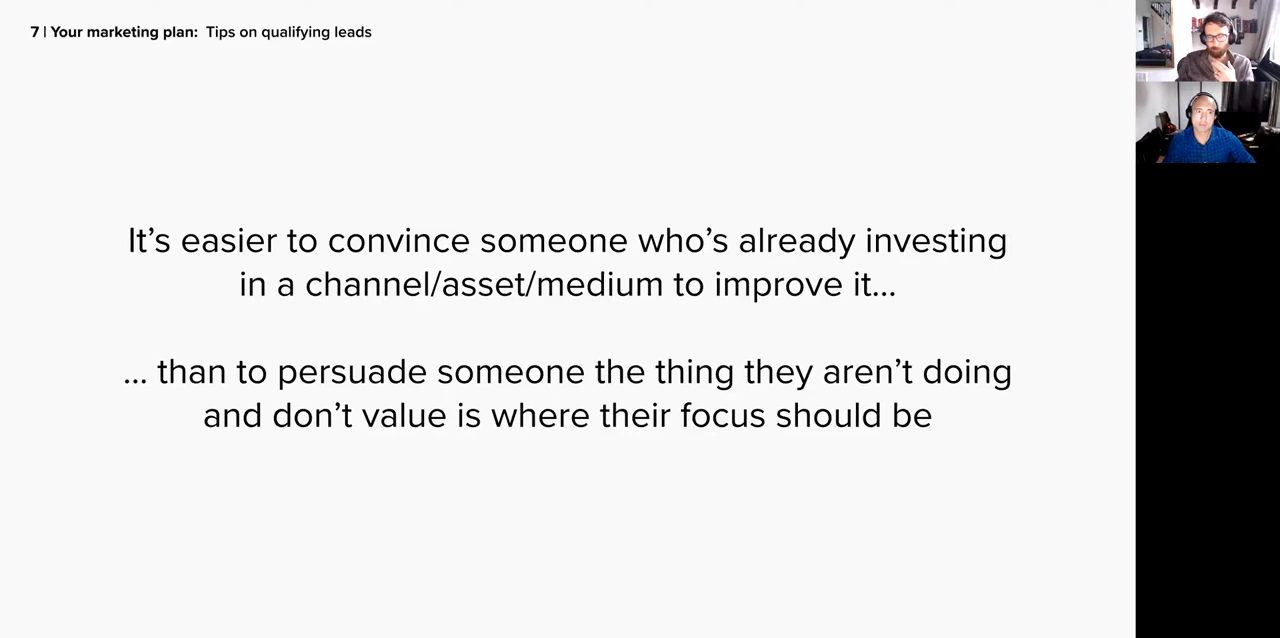 7 | Your marketing plan: Tips on qualifying leads
It’s easier to convince someone who’s already investing
in a channel/asset/medium to improve it...
... than to persuade someone the thing they aren’t doing
and don’t value is where their focus should be